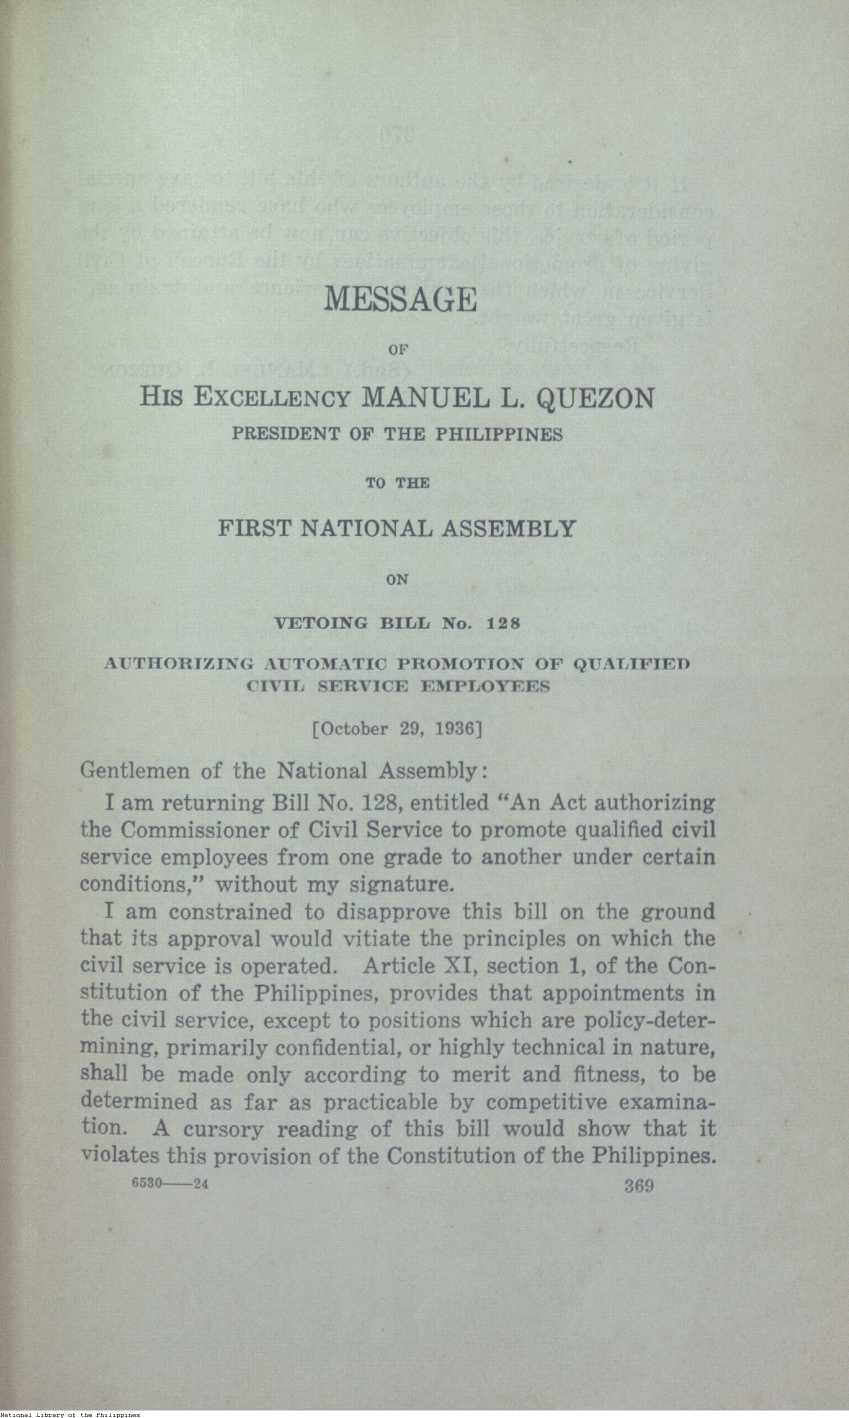 MESSAGE
OF
HIS EXCELLENCY MANUEL L. QUEZON
PRESIDENT OF THE PHILIPPINES
TO THE
FIRST NATIONAL ASSEMBLY
ON
VETOING BILL No. 128
AUTHORIZING AUTOMATIC PROMOTION OF QUALIFIED
CIVIL SERVICE EMPLOYEES
[October 29, 1936]
Gentlemen of the National Assembly:
I am returning Bill No. 128, entitled “An Act authorizing
the Commissioner of Civil Service to promote qualified civil
service employees from one grade to another under certain
conditions,” without my signature.
I am constrained to disapprove this bill on the ground
that its approval would vitiate the principles on which the
civil service is operated. Article XI, section 1, of the Con-
stitution of the Philippines, provides that appointments in
the civil service, except to positions which are policy-deter-
mining, primarily confidential, or highly technical in nature,
shall be made only according to merit and fitness, to be
determined as far as practicable by competitive examina-
tion. A cursory reading of this bill would show that it
violates this provision of the Constitution of the Philippines.
6530——24 369
National Library of the Philippines